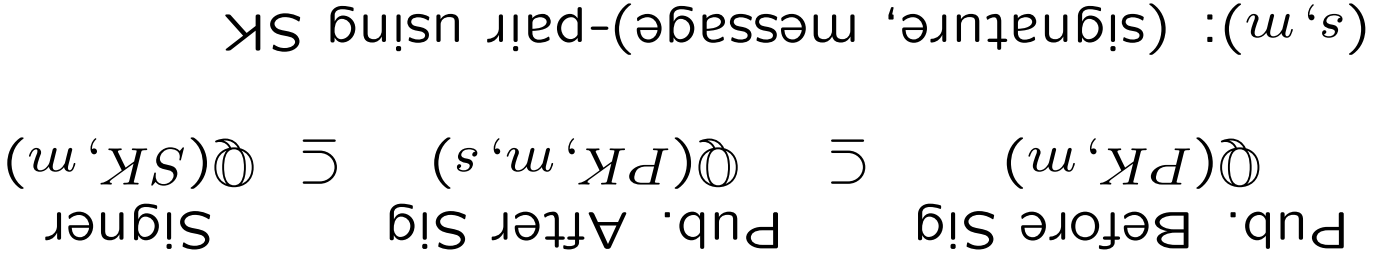 Pub. Before Sig Pub. After Sig Signer
ℚ(PK, m) ⊆ ℚ(PK, m, s) ⊆ ℚ(SK, m)
(s, m): (signature, message)-pair using SK